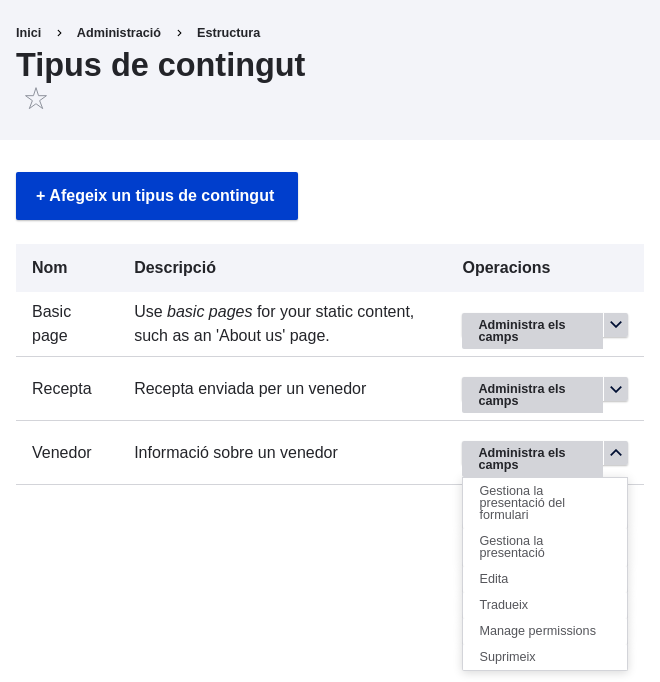 Inici > Administració > Estructura
Tipus de contingut
+ Afegeix un tipus de contingut
Nom Descripció Operacions
Basic page
Use basic pages for your static content,
such as an 'About us' page.
Administra els
camps
Recepta Recepta enviada per un venedor
Administra els
camps
Venedor Informació sobre un venedor
Administra els
camps
Gestiona la
presentació del
formulari
Gestiona la
presentació
Edita
Tradueix
Manage permissions
Suprimeix